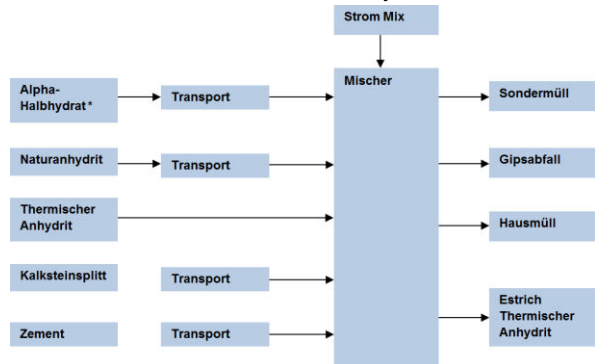 Strom Mix
Mischer
Alpha-
Halbhydrat*
Transport
Sondermüll
Naturanhydrit
Transport
Gipsabfall
Thermischer
Anhydrit
Hausmüll
Kalksteinsplitt
Transport
Estrich
Thermischer
Anhydrit
Zement
Transport